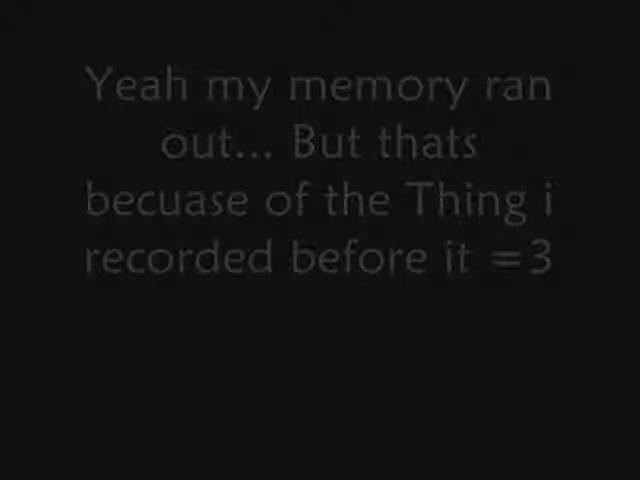 Yeah my memory ran
out... But thats
becuase of the Thing i
recorded before it =3